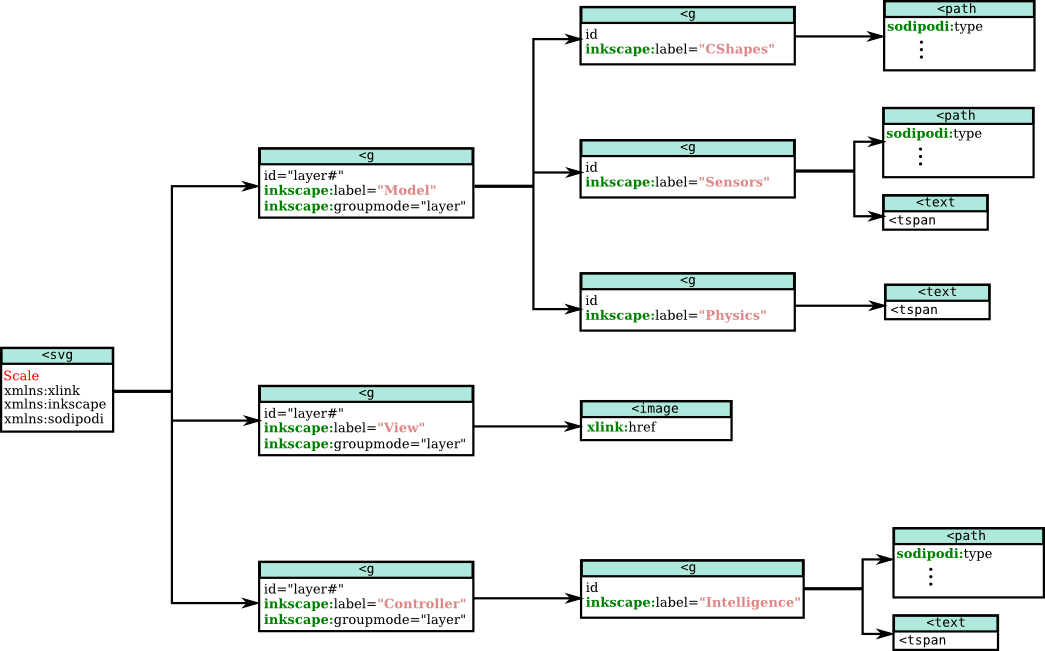 <svg
Scale
xmlns:xlink
xmlns:inkscape
xmlns:sodipodi
<g
id="layer#"
inkscape:label="Model"
inkscape:groupmode="layer"
<g
id
inkscape:label="CShapes"
<path
sodipodi:type
<g
id
inkscape:label="Sensors"
<path
sodipodi:type
<text
<tspan
<g
id
inkscape:label="Physics"
<text
<tspan
<g
id="layer#"
inkscape:label="View"
inkscape:groupmode="layer"
<image
xlink:href
<g
id="layer#"
inkscape:label="Controller"
inkscape:groupmode="layer"
<g
id
inkscape:label="Intelligence"
<path
sodipodi:type
<text
<tspan